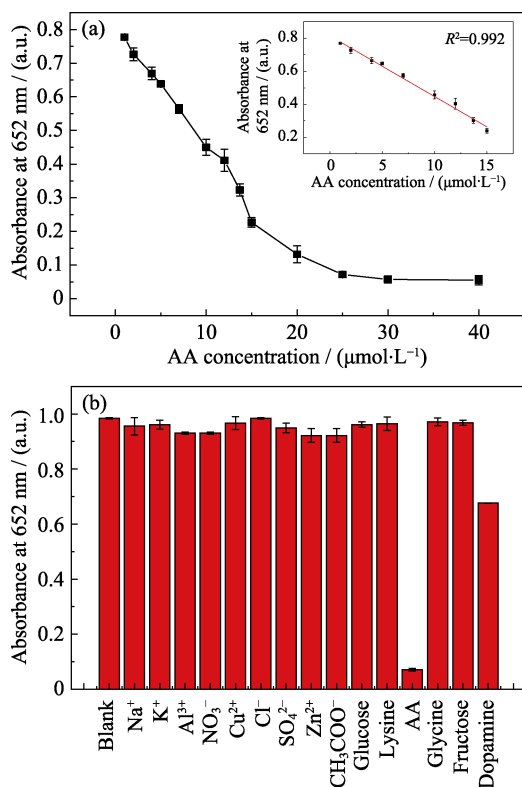 (a)
R²=0.992
0.8
0.6
0.4
0.2
0
5
10
15
Absorbance at
652 nm / (a.u.)
AA concentration / (μmol·L⁻¹)
0.8
0.7
0.6
0.5
0.4
0.3
0.2
0.1
0
0
10
20
30
40
Absorbance at 652 nm / (a.u.)
AA concentration / (μmol·L⁻¹)
(b)
1.0
0.8
0.6
0.4
0.2
0
Absorbance at 652 nm / (a.u.)
Blank
Na⁺
K⁺
Al³⁺
NO₃⁻
Cu²⁺
Cl⁻
SO₄²⁻
Zn²⁺
CH₃COO⁻
Glucose
Lysine
AA
Glycine
Fructose
Dopamine